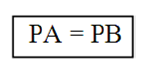 PA = PB